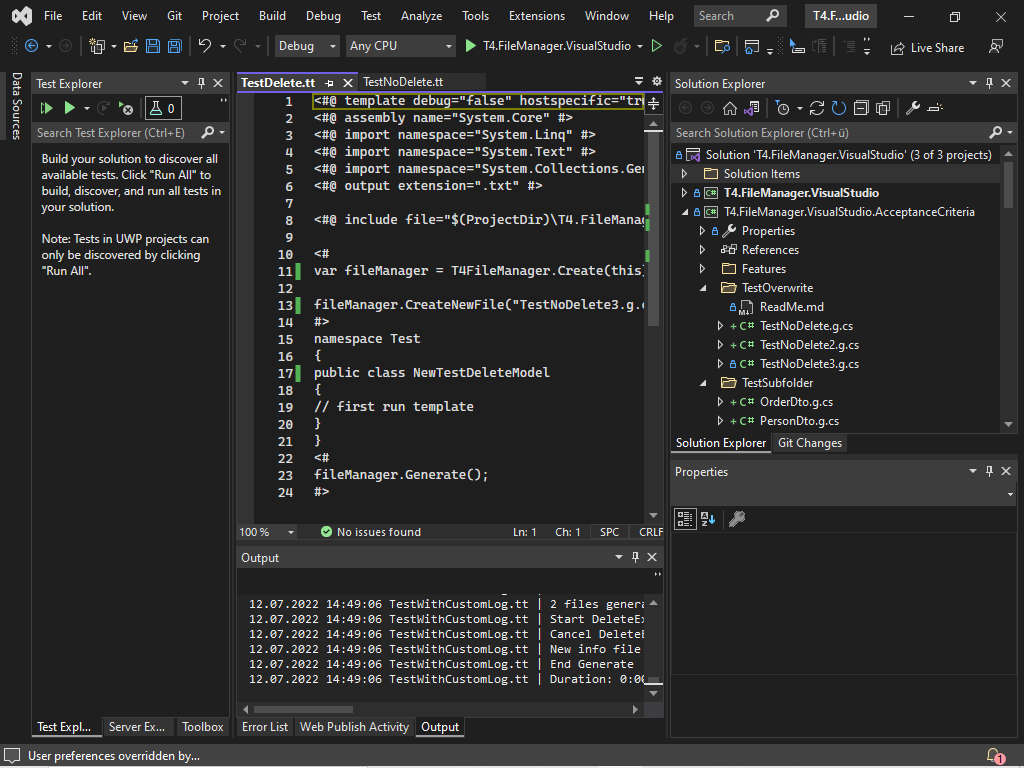 File Edit View Git Project Build Debug Test Analyze Tools Extensions Window Help Search T4.F...udio
Debug Any CPU T4.FileManager.VisualStudio Live Share
Data Sources
Test Explorer
0
Search Test Explorer (Ctrl+E)
Build your solution to discover all
available tests. Click "Run All" to
build, discover, and run all tests in
your solution.
Note: Tests in UWP projects can
only be discovered by clicking
"Run All".
Test Expl... Server Ex... Toolbox
TestDelete.tt TestNoDelete.tt
1 <#@ template debug="false" hostspecific="tr
2 <#@ assembly name="System.Core" #>
3 <#@ import namespace="System.Linq" #>
4 <#@ import namespace="System.Text" #>
5 <#@ import namespace="System.Collections.Gen
6 <#@ output extension=".txt" #>
7
8 <#@ include file="$(ProjectDir)\T4.FileMana
9
10 <#
11 var fileManager = T4FileManager.Create(this
12
13 fileManager.CreateNewFile("TestNoDelete3.g.c
14 #>
15 namespace Test
16 {
17 public class NewTestDeleteModel
18 {
19 // first run template
20 }
21 }
22 <#
23 fileManager.Generate();
24 #>
100 % No issues found Ln: 1 Ch: 1 SPC CRLF
Output
12.07.2022 14:49:06 TestWithCustomLog.tt | 2 files genera
12.07.2022 14:49:06 TestWithCustomLog.tt | Start DeleteEx
12.07.2022 14:49:06 TestWithCustomLog.tt | Cancel DeleteE
12.07.2022 14:49:06 TestWithCustomLog.tt | New info file
12.07.2022 14:49:06 TestWithCustomLog.tt | End Generate
12.07.2022 14:49:06 TestWithCustomLog.tt | Duration: 0:00
Error List Web Publish Activity Output
Solution Explorer
Search Solution Explorer (Ctrl+ü)
Solution 'T4.FileManager.VisualStudio' (3 of 3 projects)
Solution Items
C# T4.FileManager.VisualStudio
C# T4.FileManager.VisualStudio.AcceptanceCriteria
Properties
References
Features
TestOverwrite
ReadMe.md
+ C# TestNoDelete.g.cs
+ C# TestNoDelete2.g.cs
C# TestNoDelete3.g.cs
TestSubfolder
+ C# OrderDto.g.cs
+ C# PersonDto.g.cs
Solution Explorer Git Changes
Properties
User preferences overridden by... 1